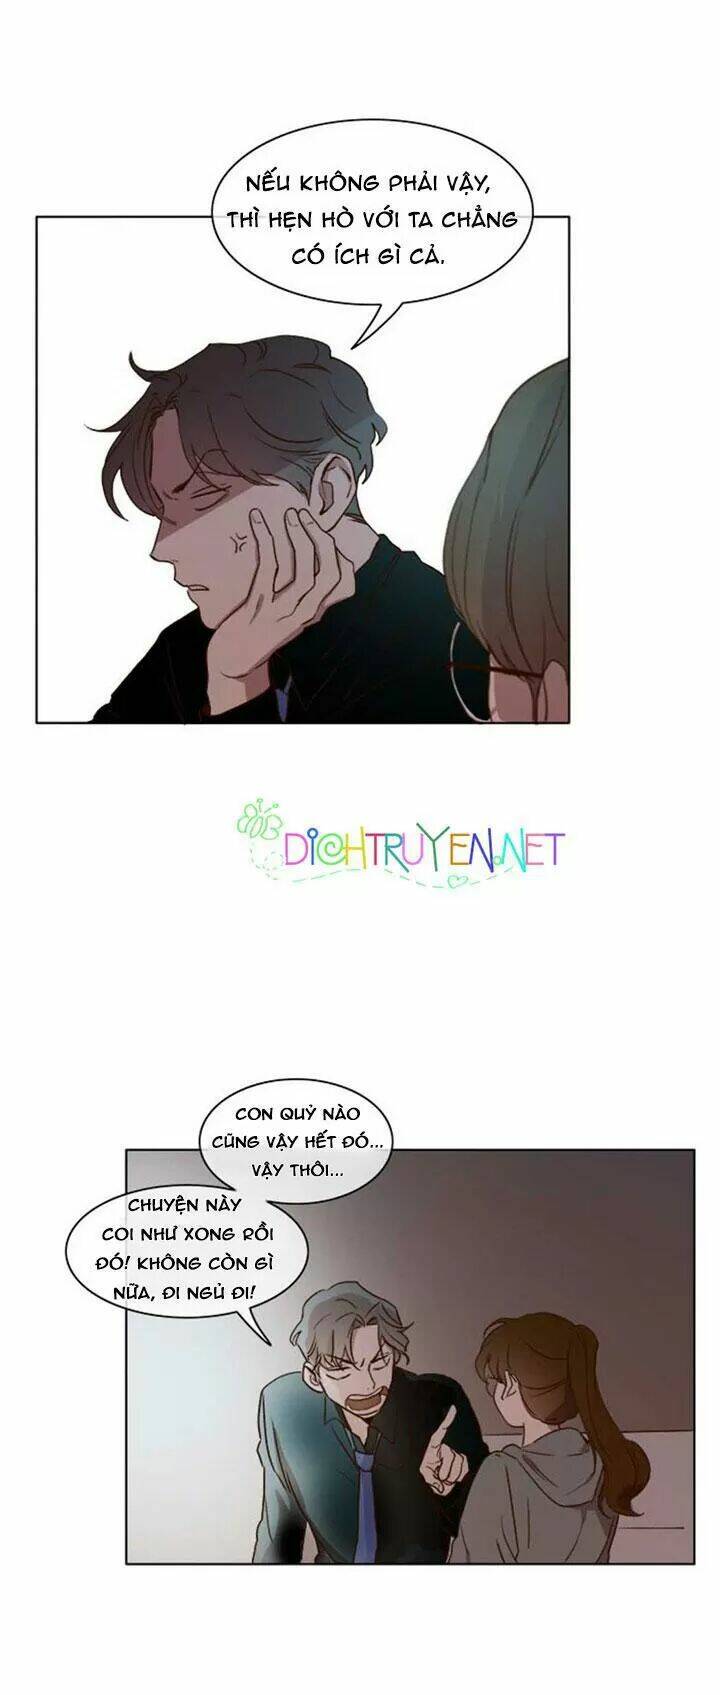 NẾU KHÔNG PHẢI VẬY,
THÌ HẸN HÒ VỚI TA CHẲNG
CÓ ÍCH GÌ CẢ.
DICHTRUYEN.NET
CON QUỶ NÀO
CŨNG VẬY HẾT ĐÓ...
VẬY THÔI...
CHUYỆN NÀY
COI NHƯ XONG RỒI
ĐÓ! KHÔNG CÒN GÌ
NỮA, ĐI NGỦ ĐI!